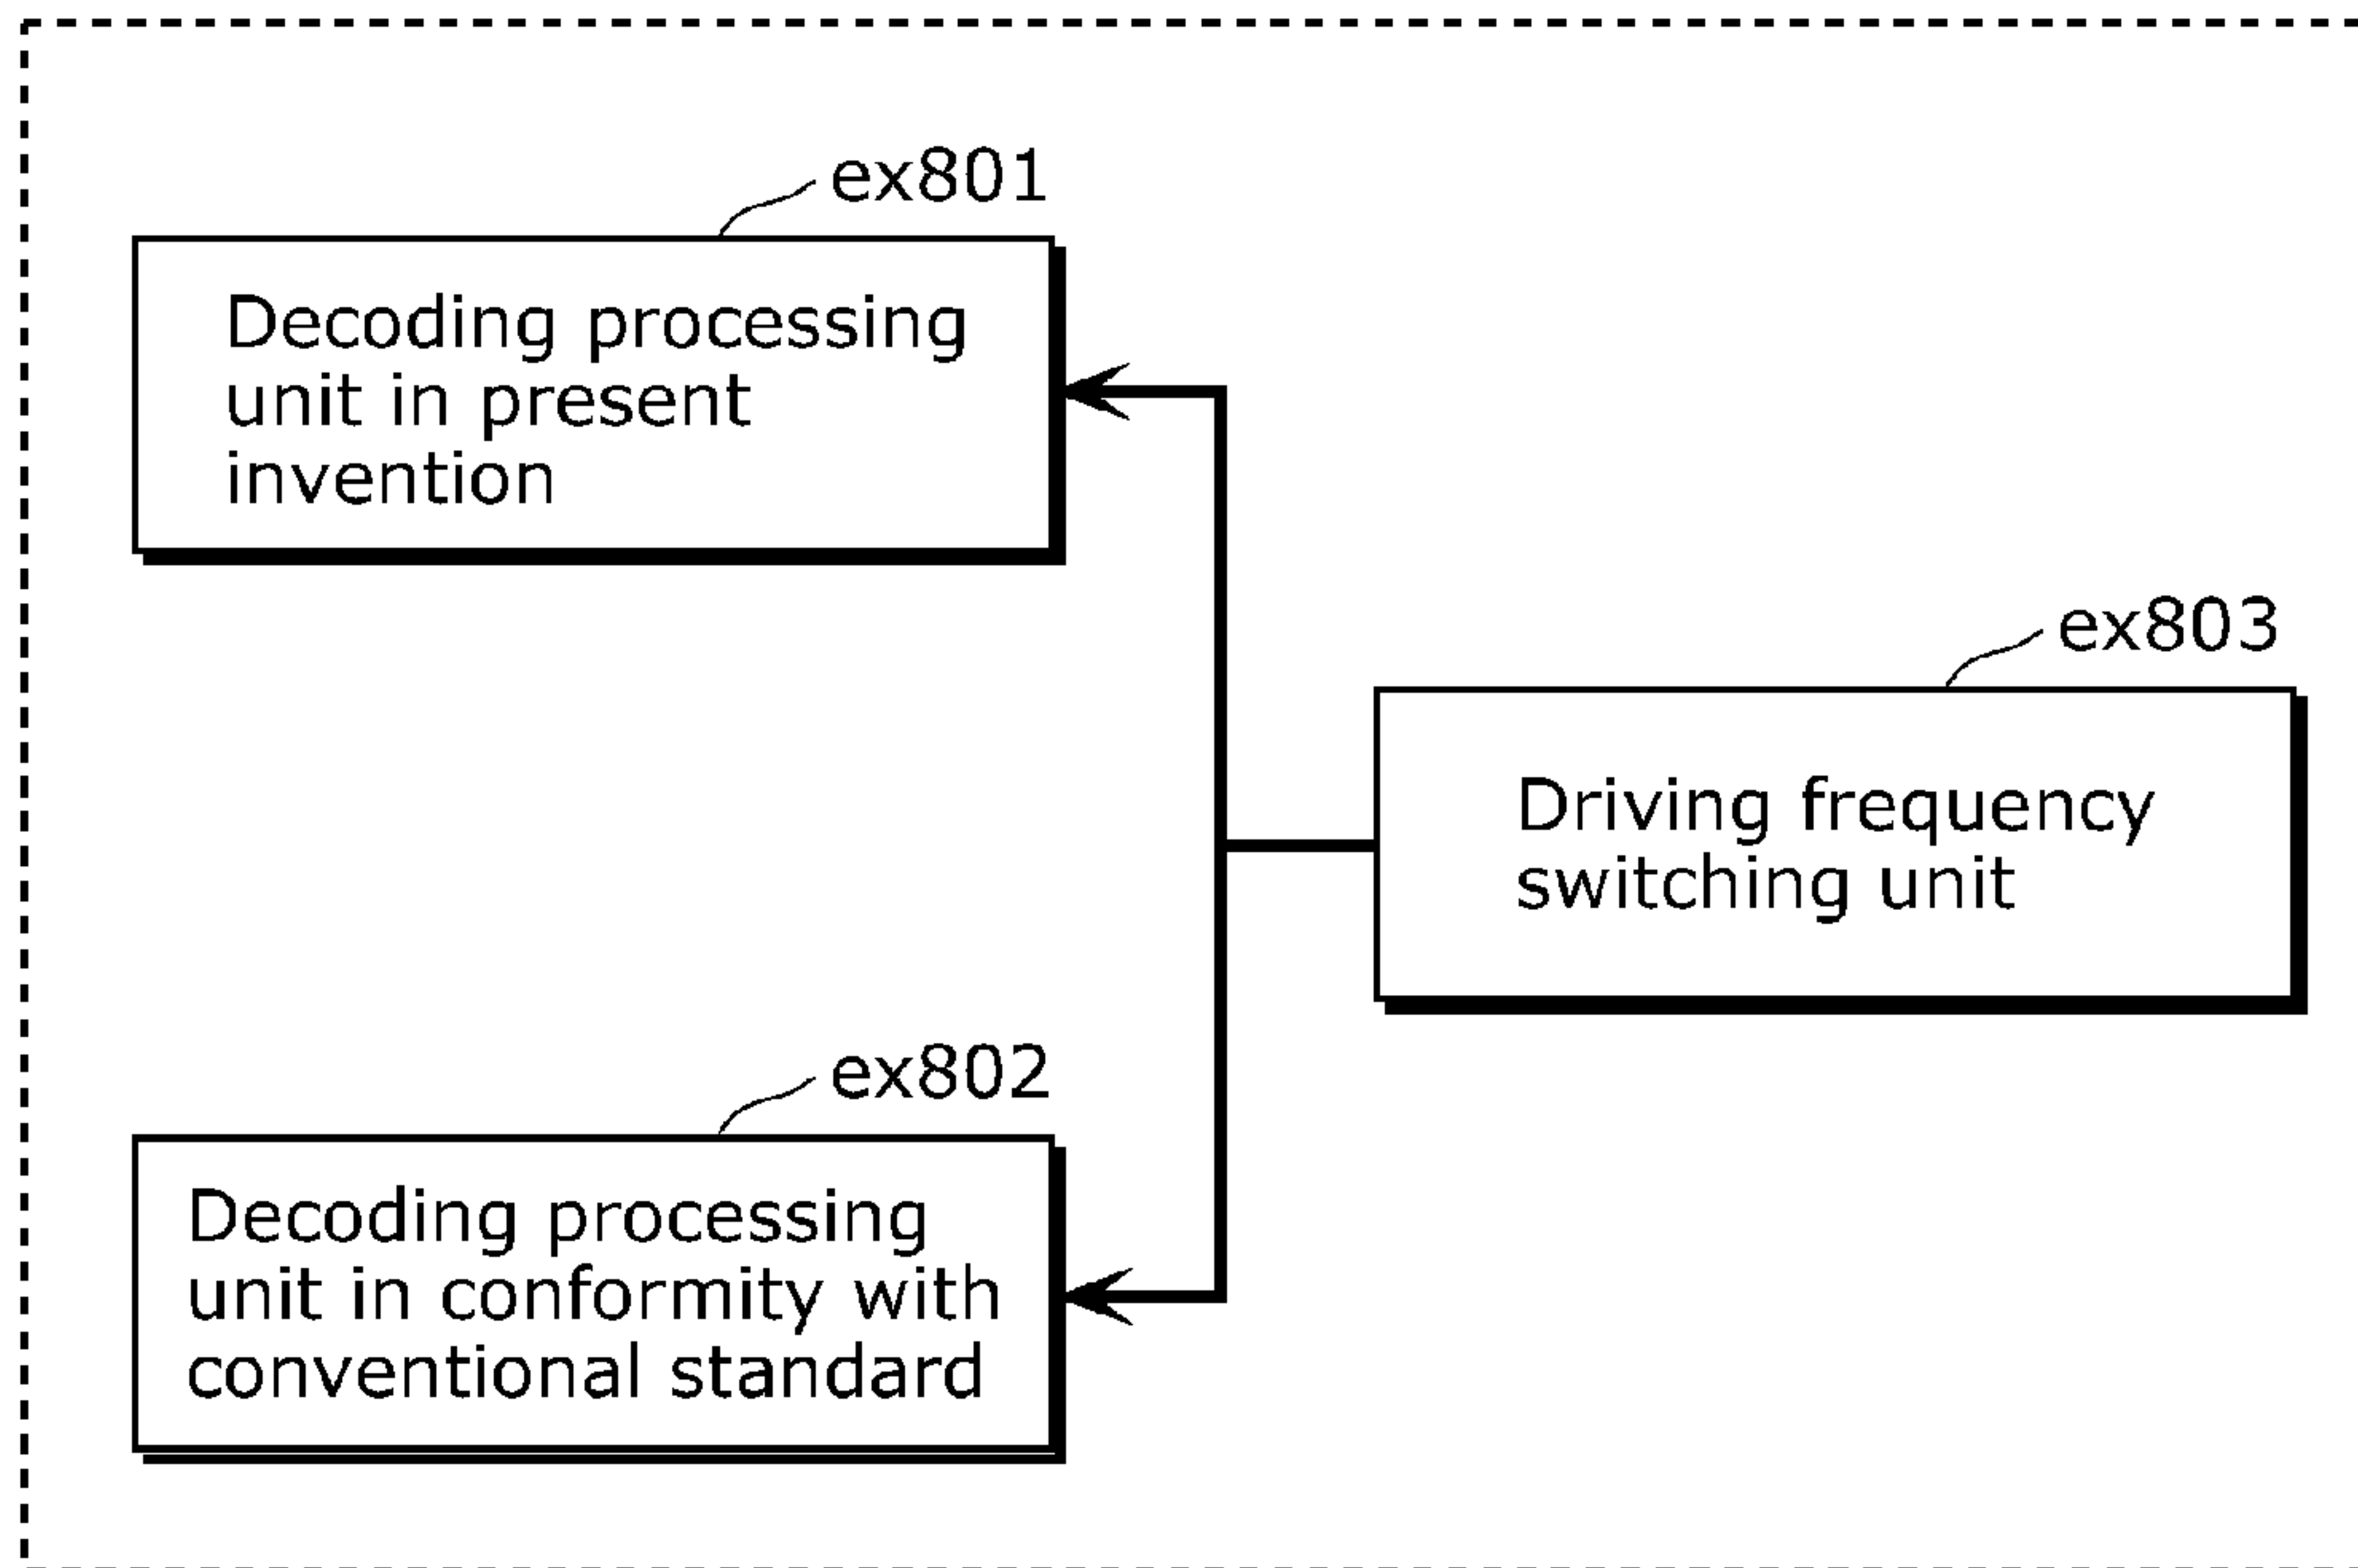 ex801
Decoding processing
unit in present
invention
ex803
Driving frequency
switching unit
ex802
Decoding processing
unit in conformity with
conventional standard